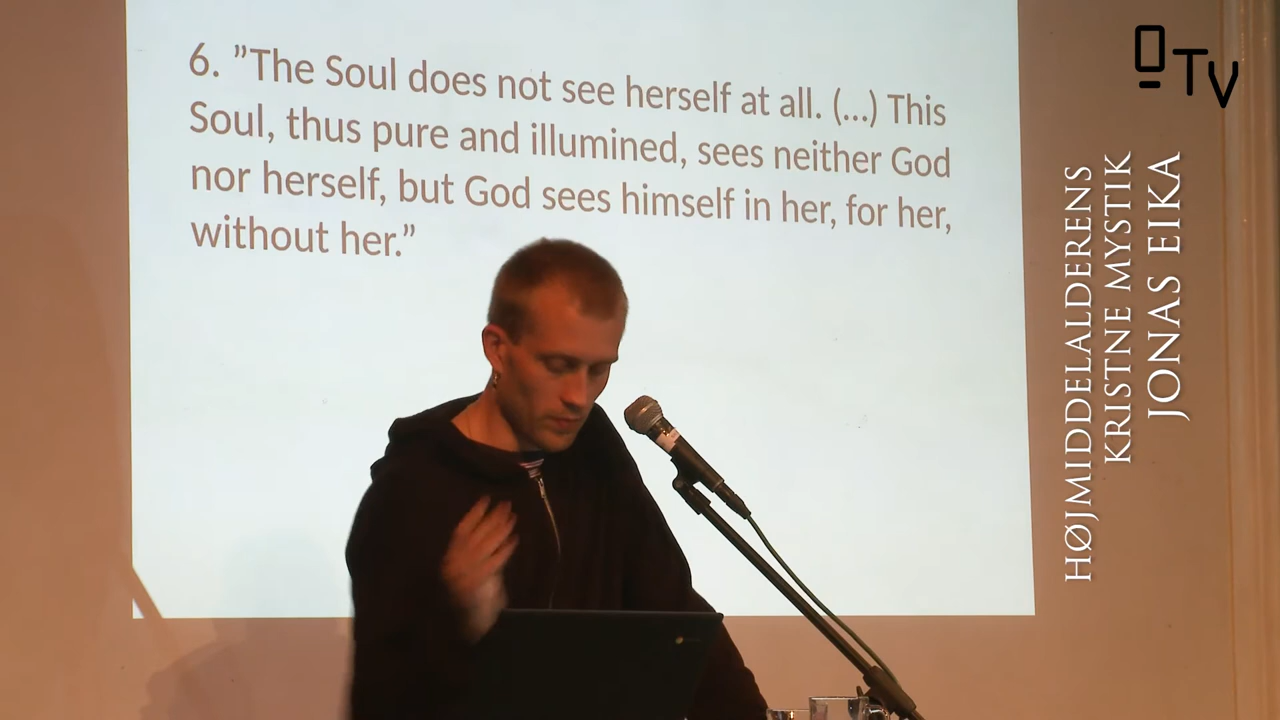 6. ”The Soul does not see herself at all. (...) This
Soul, thus pure and illumined, sees neither God
nor herself, but God sees himself in her, for her,
without her.”
OTV
HØJMIDDELALDERENS
KRISTNE MYSTIK
JONAS EIKA